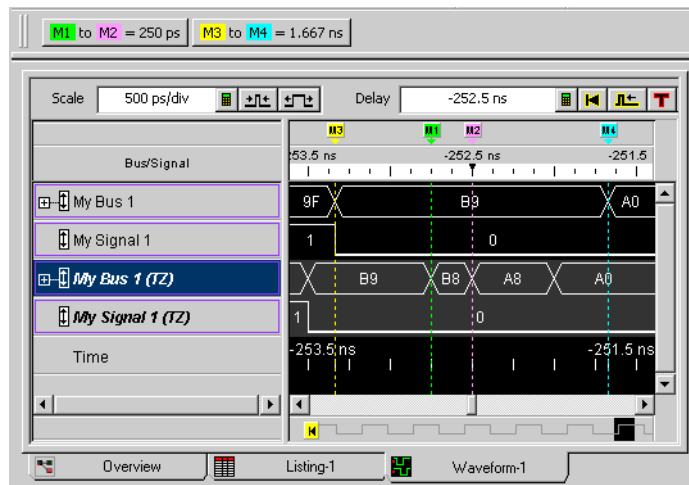 M1 to M2 = 250 ps M3 to M4 = 1.667 ns
Scale 500 ps/div Delay -252.5 ns T
M3 M1 M2 M4
Bus/Signal :53.5 ns -252.5 ns -251.5
My Bus 1 9F B9 A0
My Signal 1 1 0
My Bus 1 (TZ) B9 B8 A8 A0
My Signal 1 (TZ) 1 0
Time -253.5 ns -251.5 ns
Overview Listing-1 Waveform-1